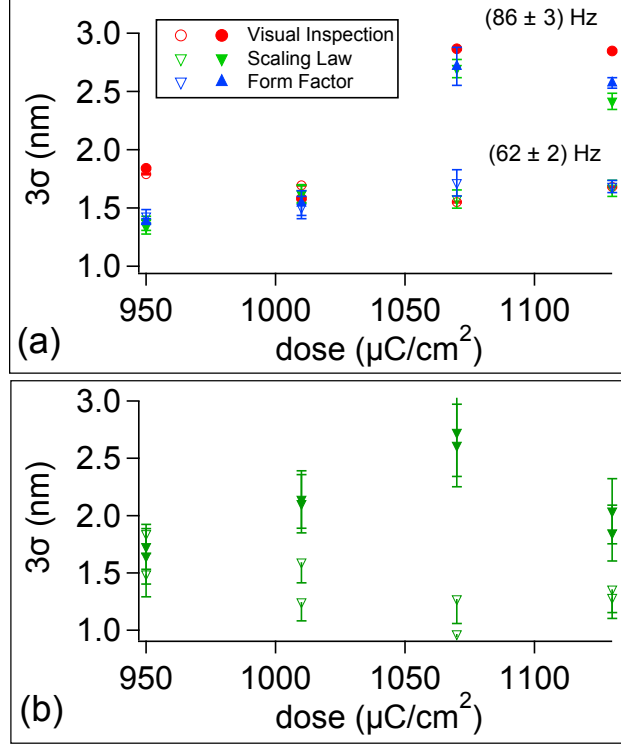 3.0
2.5
2.0
1.5
1.0
3σ (nm)
Visual Inspection
Scaling Law
Form Factor
(86 ± 3) Hz
(62 ± 2) Hz
950
1000
1050
1100
(a)
dose (µC/cm²)
3.0
2.5
2.0
1.5
1.0
3σ (nm)
950
1000
1050
1100
(b)
dose (µC/cm²)